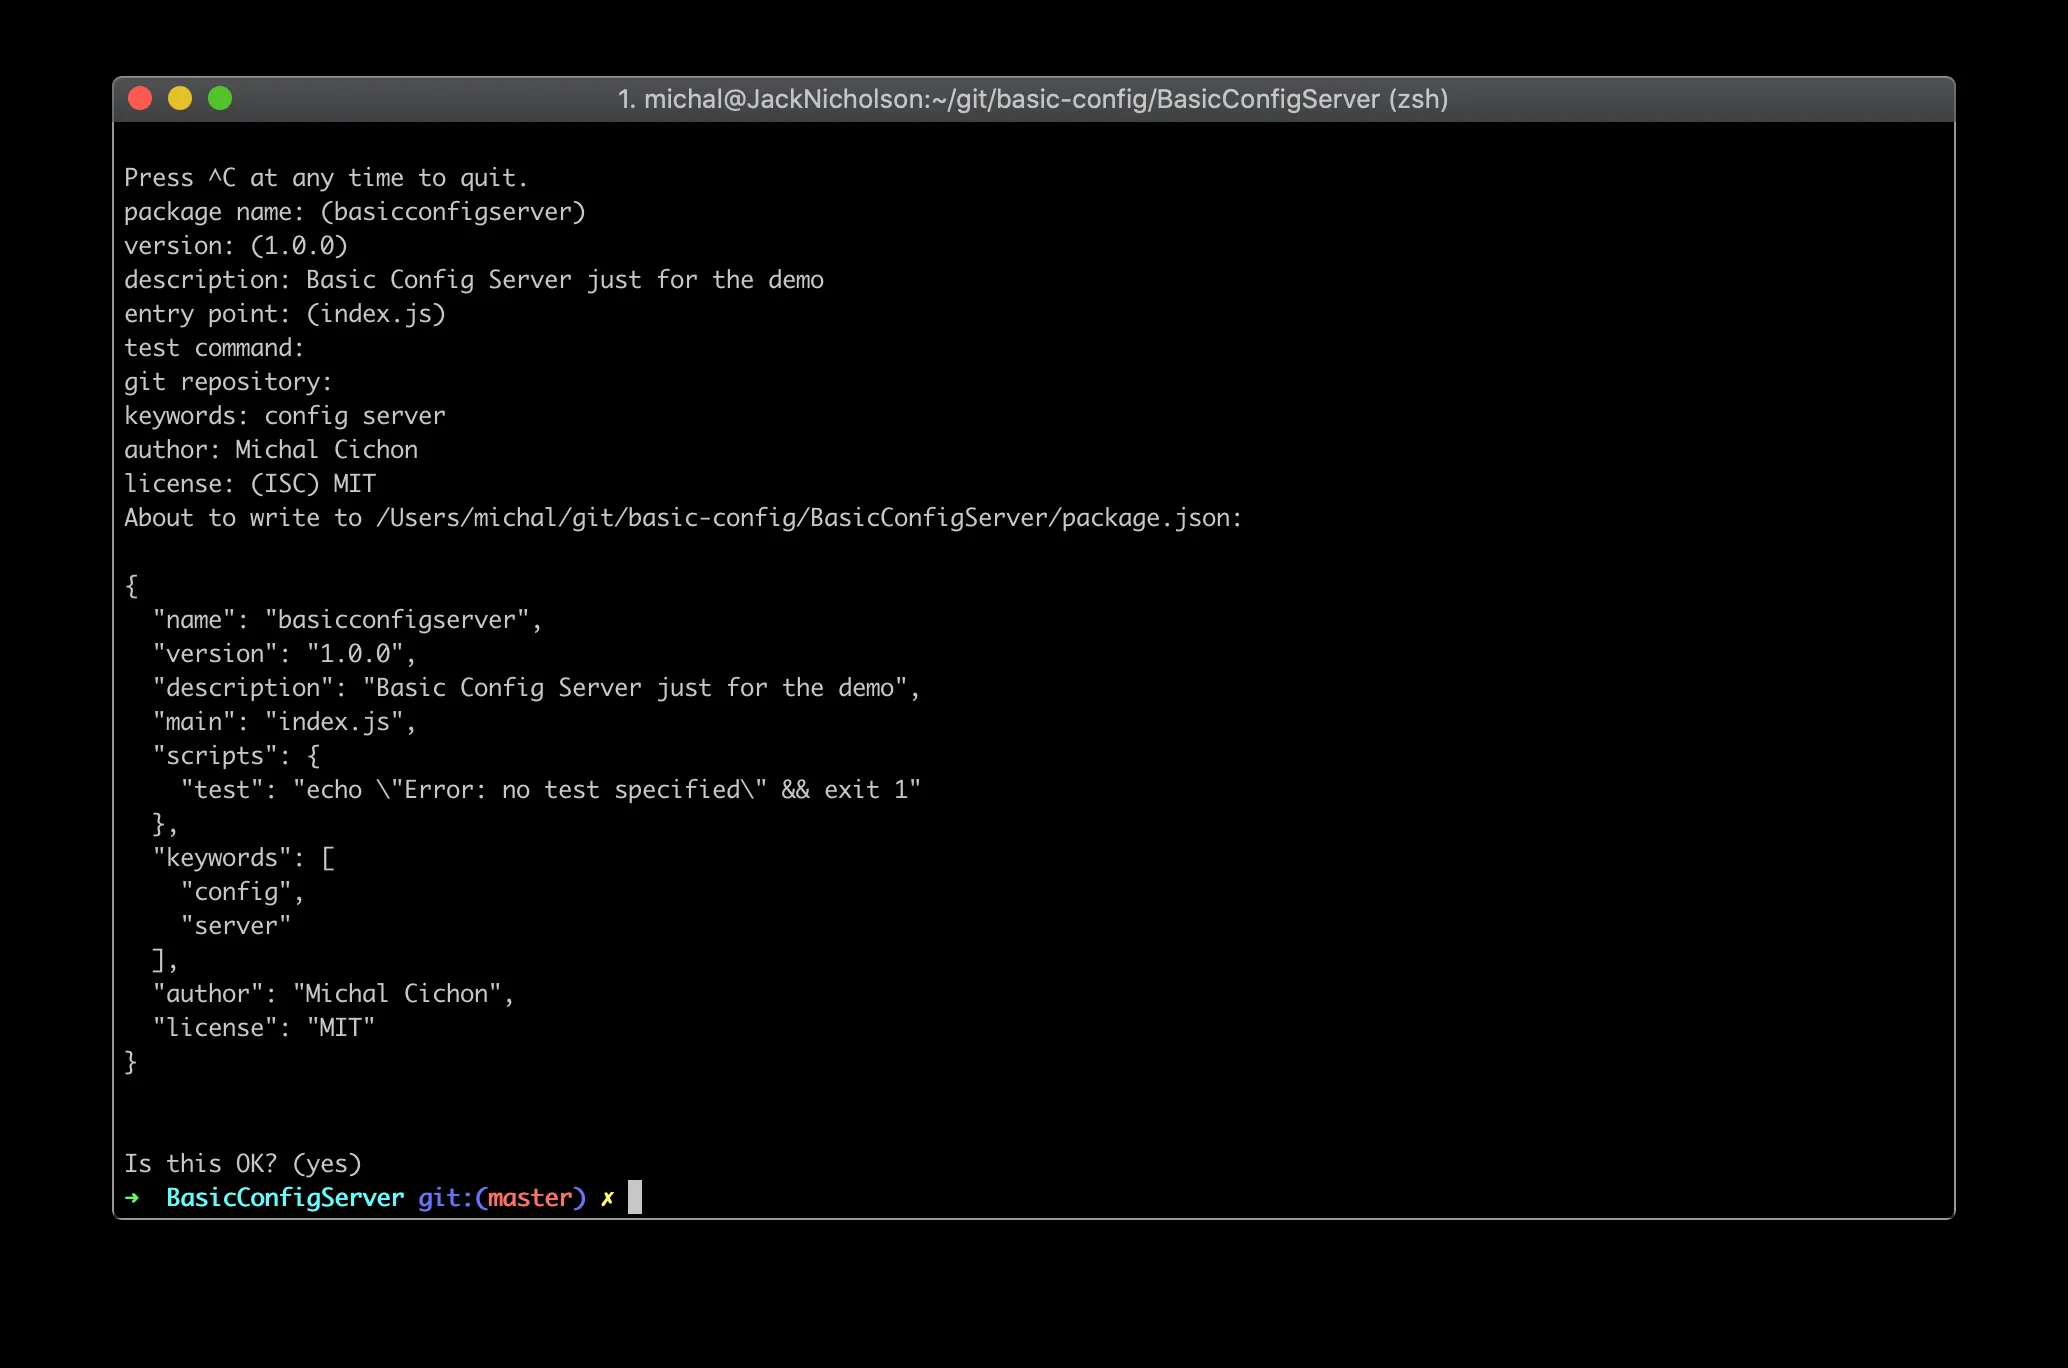 1. michal@JackNicholson:~/git/basic-config/BasicConfigServer (zsh)
Press ^C at any time to quit.
package name: (basicconfigserver)
version: (1.0.0)
description: Basic Config Server just for the demo
entry point: (index.js)
test command:
git repository:
keywords: config server
author: Michal Cichon
license: (ISC) MIT
About to write to /Users/michal/git/basic-config/BasicConfigServer/package.json:
{
  "name": "basicconfigserver",
  "version": "1.0.0",
  "description": "Basic Config Server just for the demo",
  "main": "index.js",
  "scripts": {
    "test": "echo \"Error: no test specified\" && exit 1"
  },
  "keywords": [
    "config",
    "server"
  ],
  "author": "Michal Cichon",
  "license": "MIT"
}
Is this OK? (yes)
➜  BasicConfigServer git:(master) ✗